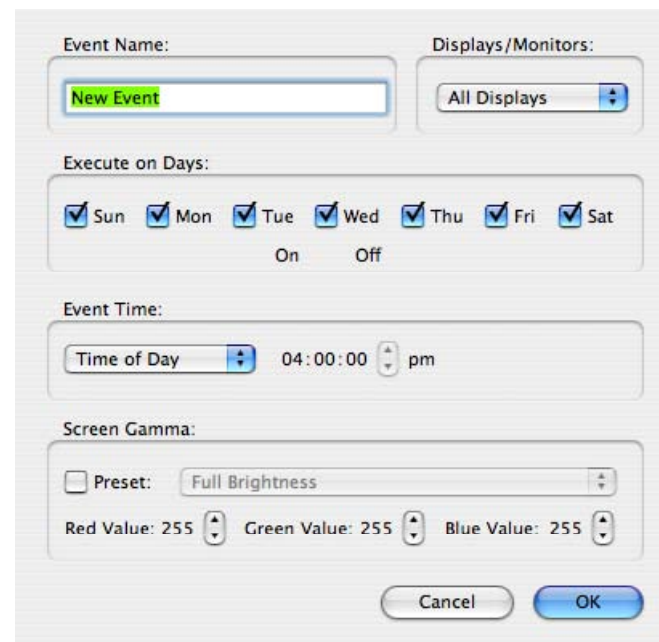 Event Name: Displays/Monitors:
New Event All Displays
Execute on Days:
Sun Mon Tue Wed Thu Fri Sat
On Off
Event Time:
Time of Day 04:00:00 pm
Screen Gamma:
Preset: Full Brightness
Red Value: 255 Green Value: 255 Blue Value: 255
Cancel OK